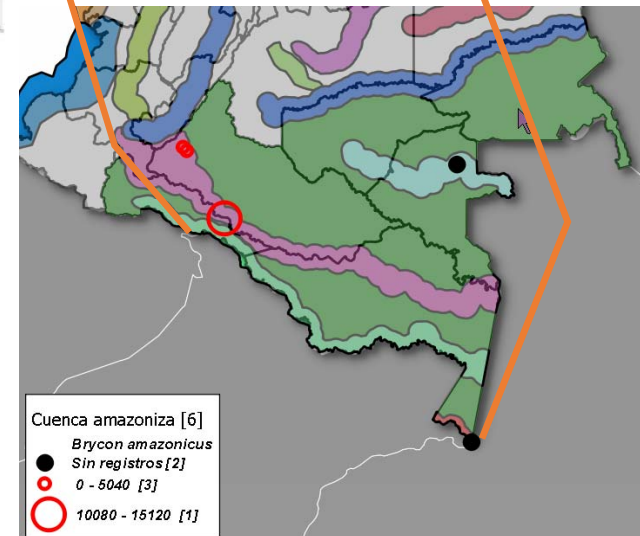 Cuenca amazoniza [6]
Brycon amazonicus
Sin registros [2]
0 - 5040 [3]
10080 - 15120 [1]